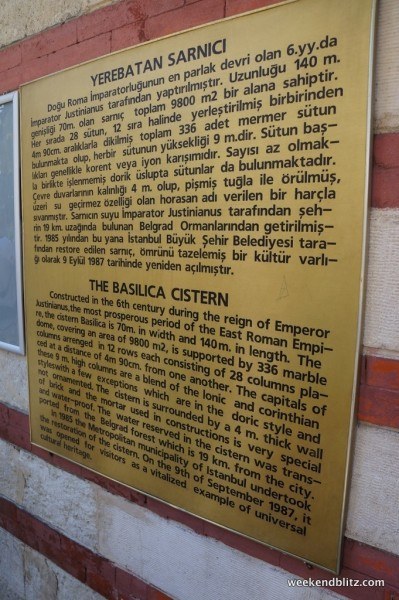 YEREBATAN SARNICI
Doğu Roma İmparatorluğunun en parlak devri olan 6.yy.da
İmparator Justinianus tarafından yaptırılmıştır. Uzunluğu 140 m.
genişliği 70m. olan sarnıç toplam 9800 m2 bir alana sahiptir.
Her sırada 28 sütun, 12 sıra halinde yerleştirilmiş birbirinden
4m 90cm. aralıklarla dikilmiş toplam 336 adet mermer sütun
bulunmakta olup, herbir sütunun yüksekliği 9 m.dir. Sütun baş-
lıkları genellikle korent veya iyon karışımıdır. Sayısı az olmak-
la birlikte işlenmemiş dorik üslupta sütunlar da bulunmaktadır.
Çevre duvarlarının kalınlığı 4 m. olup, pişmiş tuğla ile örülmüş,
üzeri su geçirmez özelliği olan horasan adı verilen bir harçla
sıvanmıştır. Sarnıcın suyu İmparator Justinianus tarafından şeh-
rin 19 km. uzağında bulunan Belgrad Ormanlarından getirilmiş-
tir. 1985 yılından bu yana İstanbul Büyük Şehir Belediyesi tara-
fından restore edilen sarnıç, ömrünü tazelemiş bir kültür varlı-
ğı olarak 9 Eylül 1987 tarihinde yeniden açılmıştır.
THE BASILICA CISTERN
Constructed in the 6th century during the reign of Emperor
Justinianus,the most prosperous period of the East Roman Empi-
re, the cistern Basilica is 70m. in width and 140m. in length. The
dome, covering an area of 9800 m2, is supported by 336 marble
columns arranged in 12 rows each consisting of 28 columns pla-
ced at a distance of 4m 90cm. from one another. The capitals of
these 9 m. high columns are a blend of the Ionic and corinthian
styleswith a few exceptions which are in the doric style and
not ornamented. The cistern is surrounded by a 4 m. thick wall
of brick and the mortar used in constructions is very special
and water-proof. The water reserved in the cistern was trans-
ported from the Belgrad forest which is 19 km. from the city.
In 1985 the Metropolitan municipality of Istanbul undertook
the restoration of the cistern. On the 9th of September 1987, it
was opened for visitors as a vitalized example of universal
cultural heritage.
weekendblitz.com